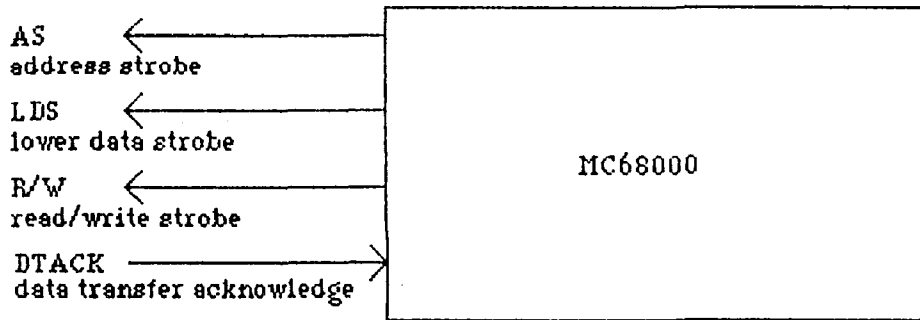 AS
address strobe
LDS
lower data strobe
R/W
read/write strobe
DTACK
data transfer acknowledge
MC68000